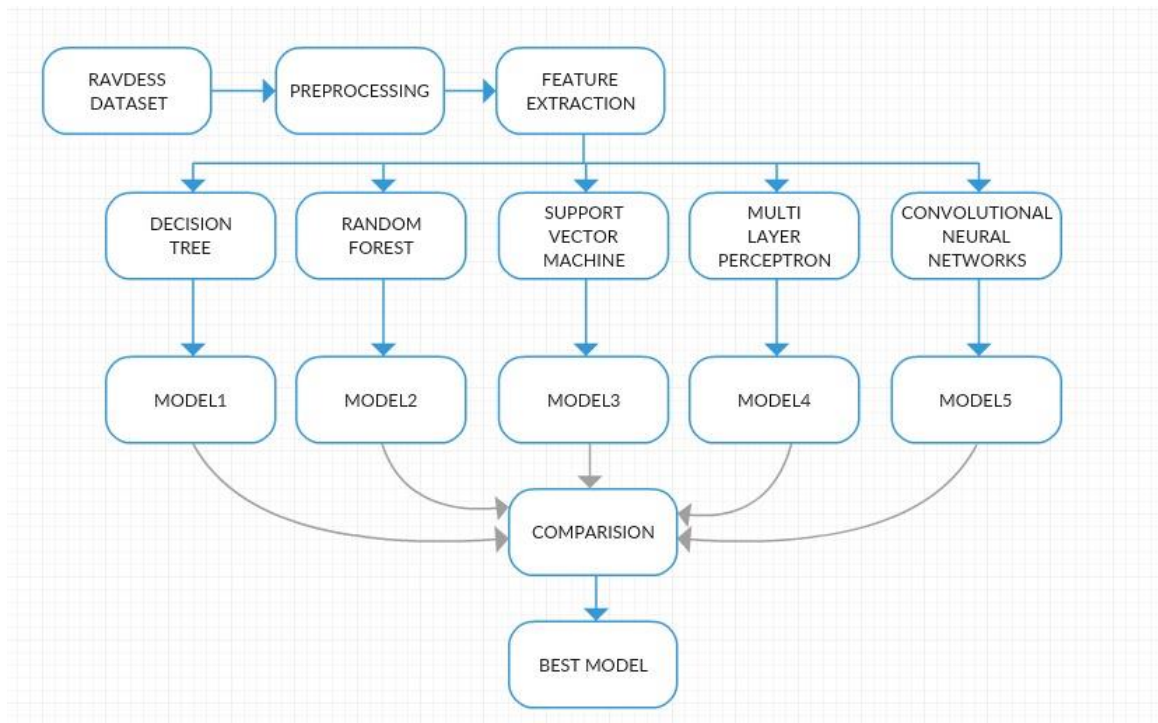 RAVDESS
DATASET
PREPROCESSING
FEATURE
EXTRACTION
DECISION
TREE
RANDOM
FOREST
SUPPORT
VECTOR
MACHINE
MULTI
LAYER
PERCEPTRON
CONVOLUTIONAL
NEURAL
NETWORKS
MODEL1
MODEL2
MODEL3
MODEL4
MODEL5
COMPARISION
BEST MODEL